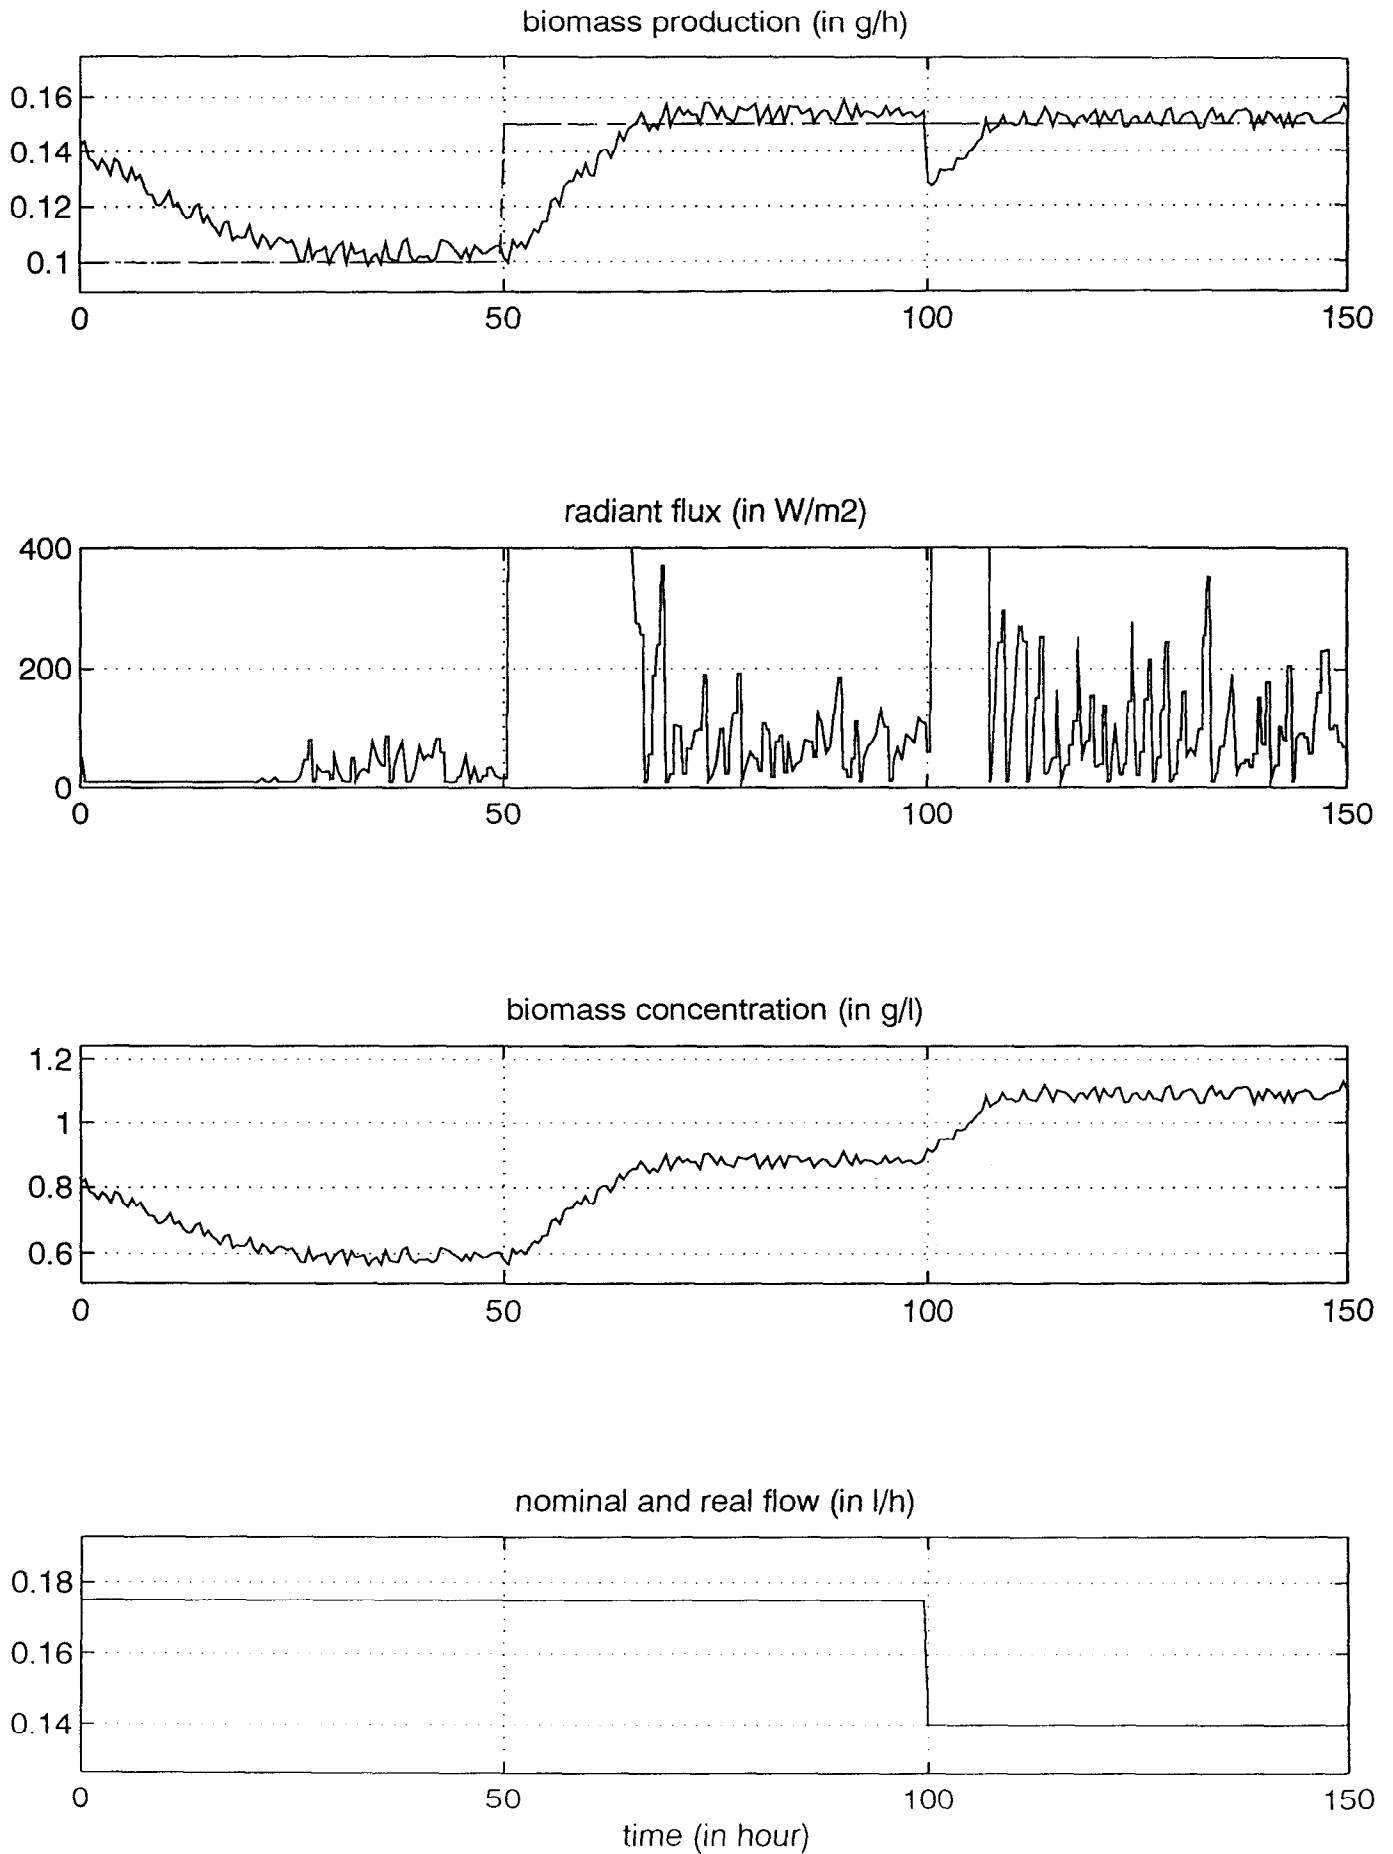 biomass production (in g/h)
0.16
0.14
0.12
0.1
0 50 100 150
radiant flux (in W/m2)
400
200
0
0 50 100 150
biomass concentration (in g/l)
1.2
1
0.8
0.6
0 50 100 150
nominal and real flow (in l/h)
0.18
0.16
0.14
0 50 100 150
time (in hour)